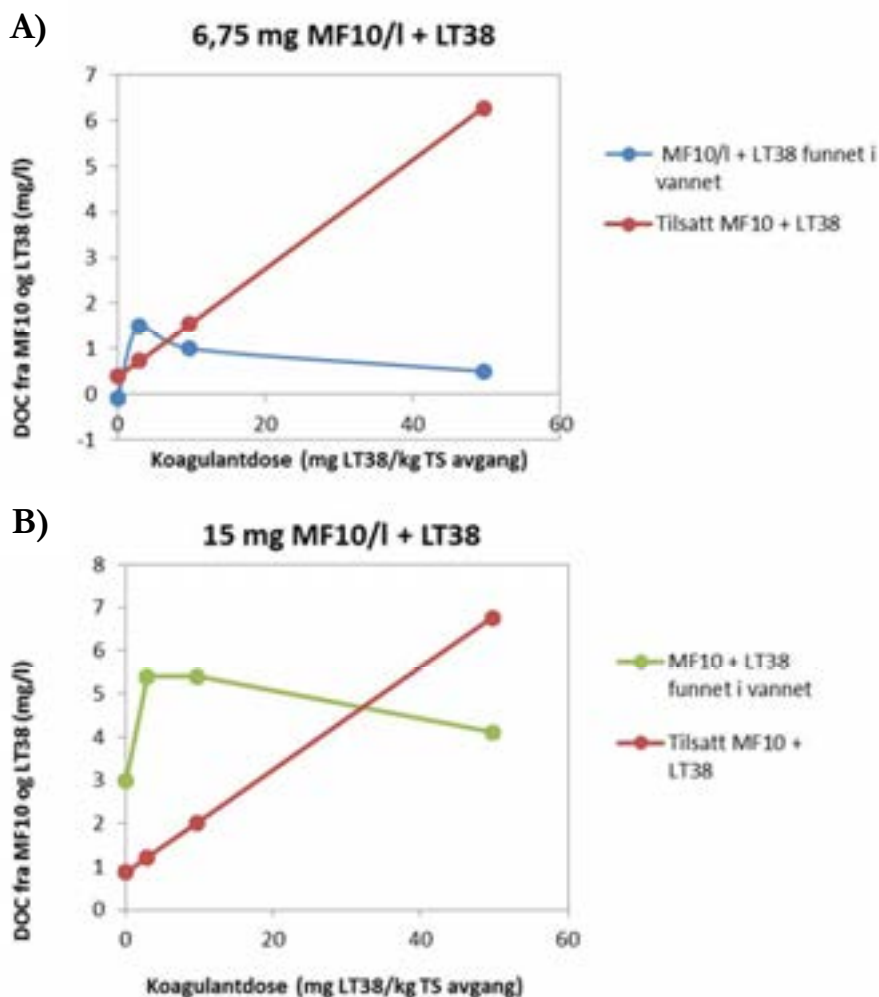 A)
6,75 mg MF10/l + LT38
DOC fra MF10 og LT38 (mg/l)
7
6
5
4
3
2
1
0
-1
0
20
40
60
Koagulantdose (mg LT38/kg TS avgang)
MF10/l + LT38 funnet i
vannet
Tilsatt MF10 + LT38
B)
15 mg MF10/l + LT38
DOC fra MF10 og LT38 (mg/l)
8
7
6
5
4
3
2
1
0
0
20
40
60
Koagulantdose (mg LT38/kg TS avgang)
MF10 + LT38
funnet i vannet
Tilsatt MF10 +
LT38